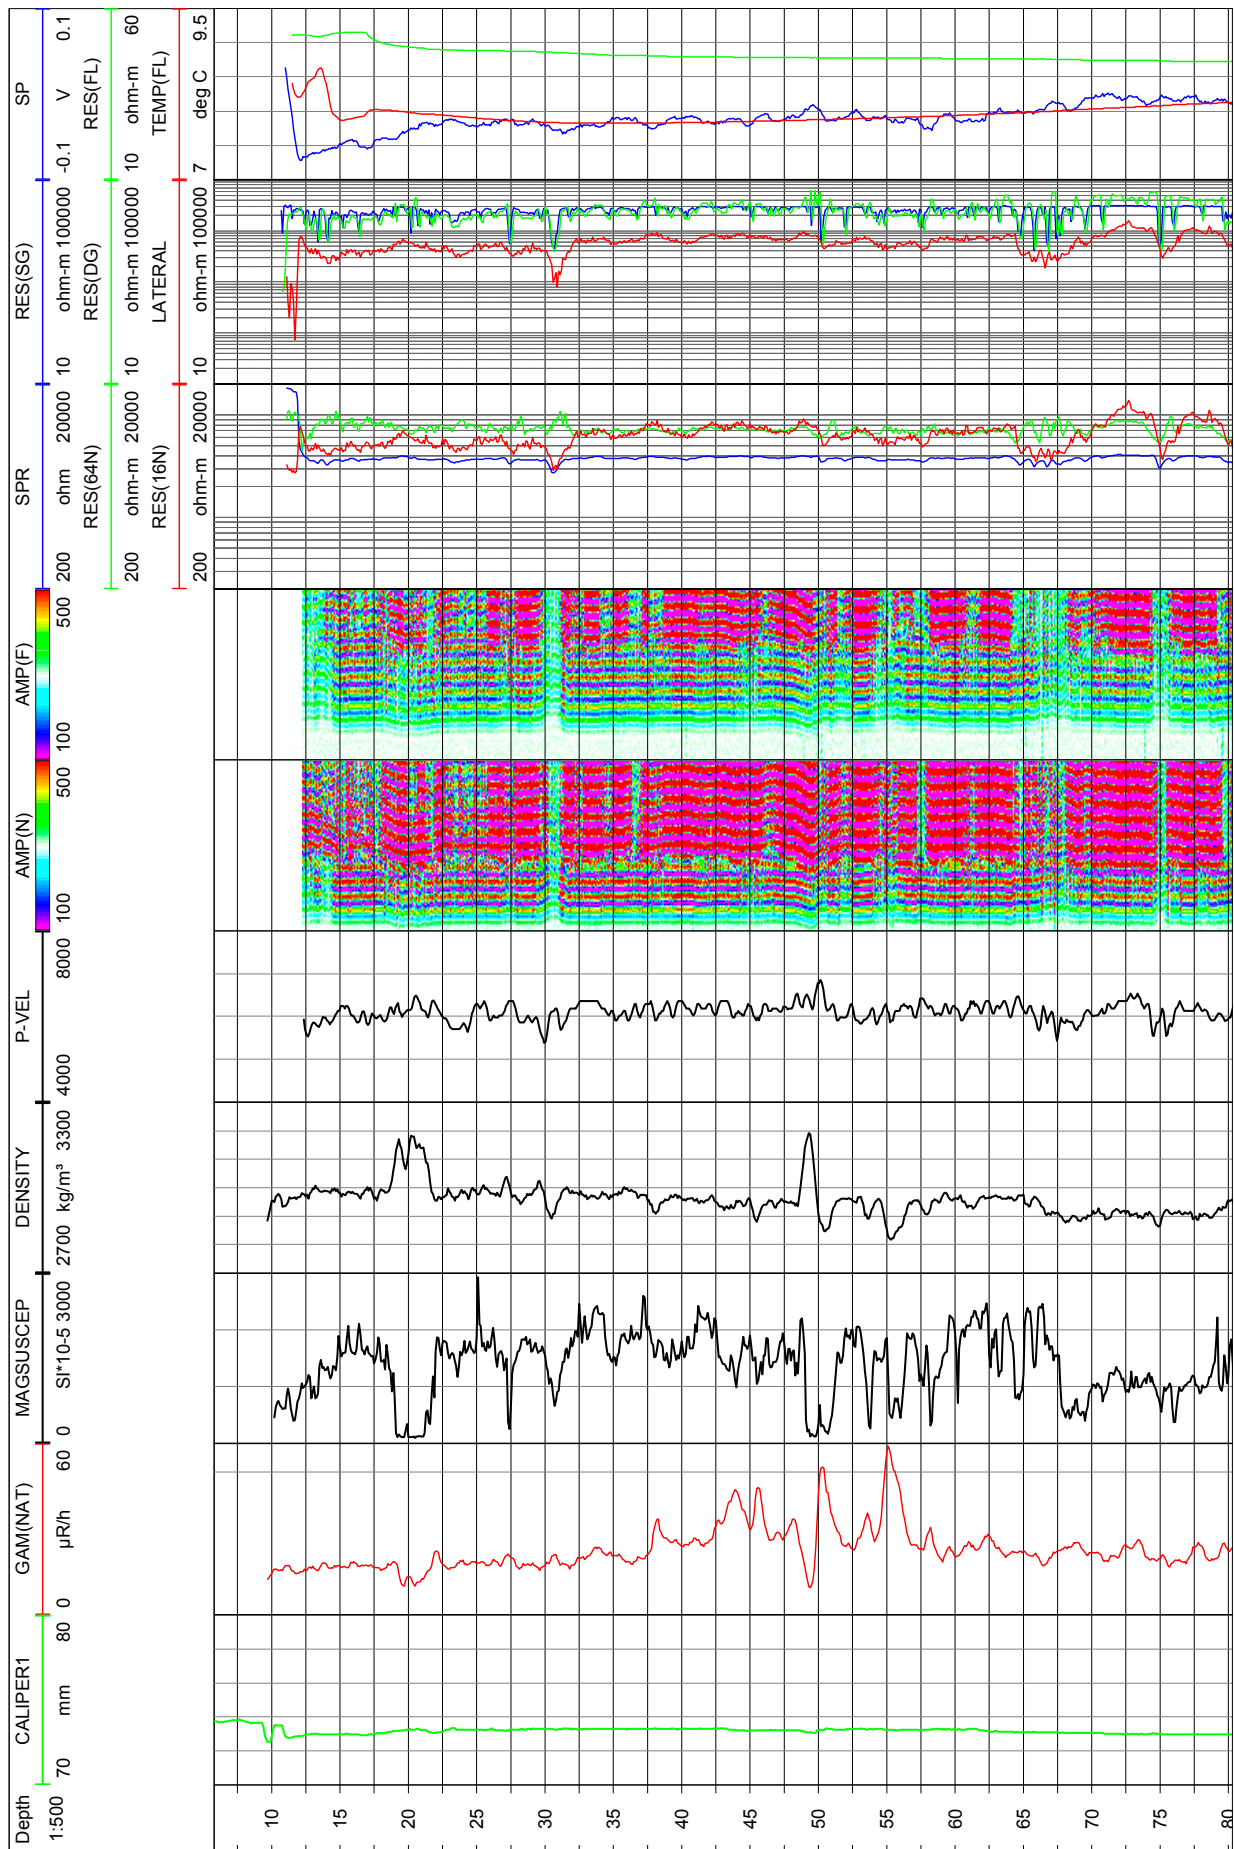 Depth
1:500
CALIPER1
70 mm 80
GAM(NAT)
0 µR/h 60
MAGSUSCEP
0 SI*10-5 3000
DENSITY
2700 kg/m³ 3300
P-VEL
4000 8000
AMP(N)
100 500
AMP(F)
100 500
SPR
200 ohm 20000
RES(64N)
200 ohm-m 20000
RES(16N)
200 ohm-m 20000
RES(SG)
10 ohm-m 100000
RES(DG)
10 ohm-m 100000
LATERAL
10 ohm-m 100000
SP
-0.1 V 0.1
RES(FL)
10 ohm-m 60
TEMP(FL)
7 deg C 9.5
10
15
20
25
30
35
40
45
50
55
60
65
70
75
80